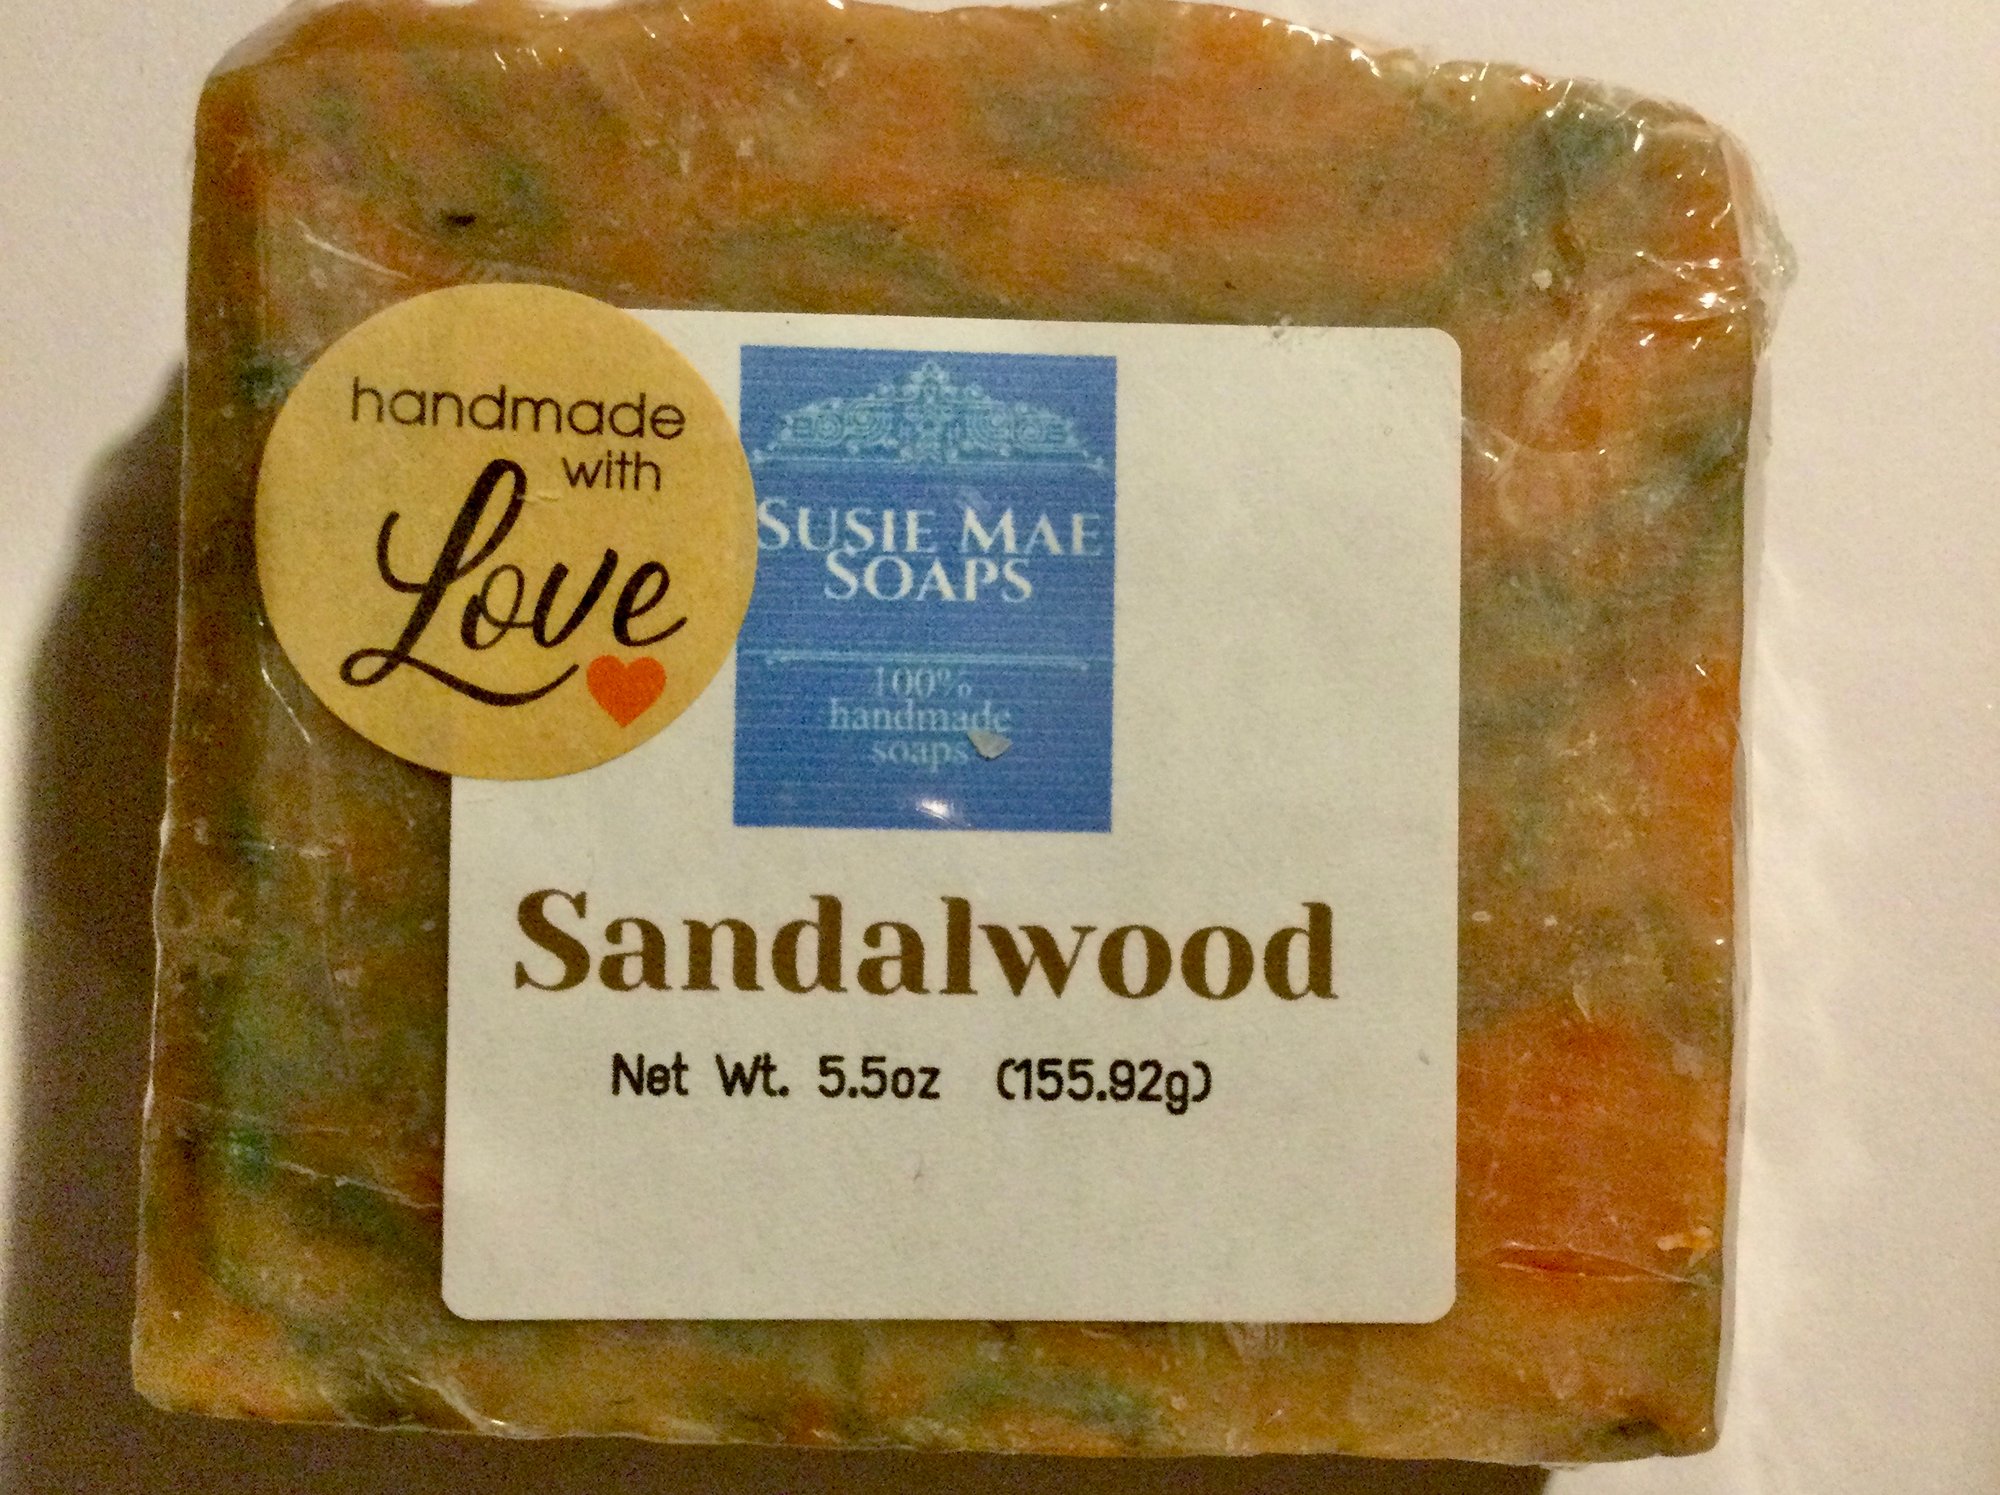 handmade
with
Love
SUSIE MAE
SOAPS
100%
handmade
soaps
Sandalwood
Net Wt. 5.5oz (155.92g)